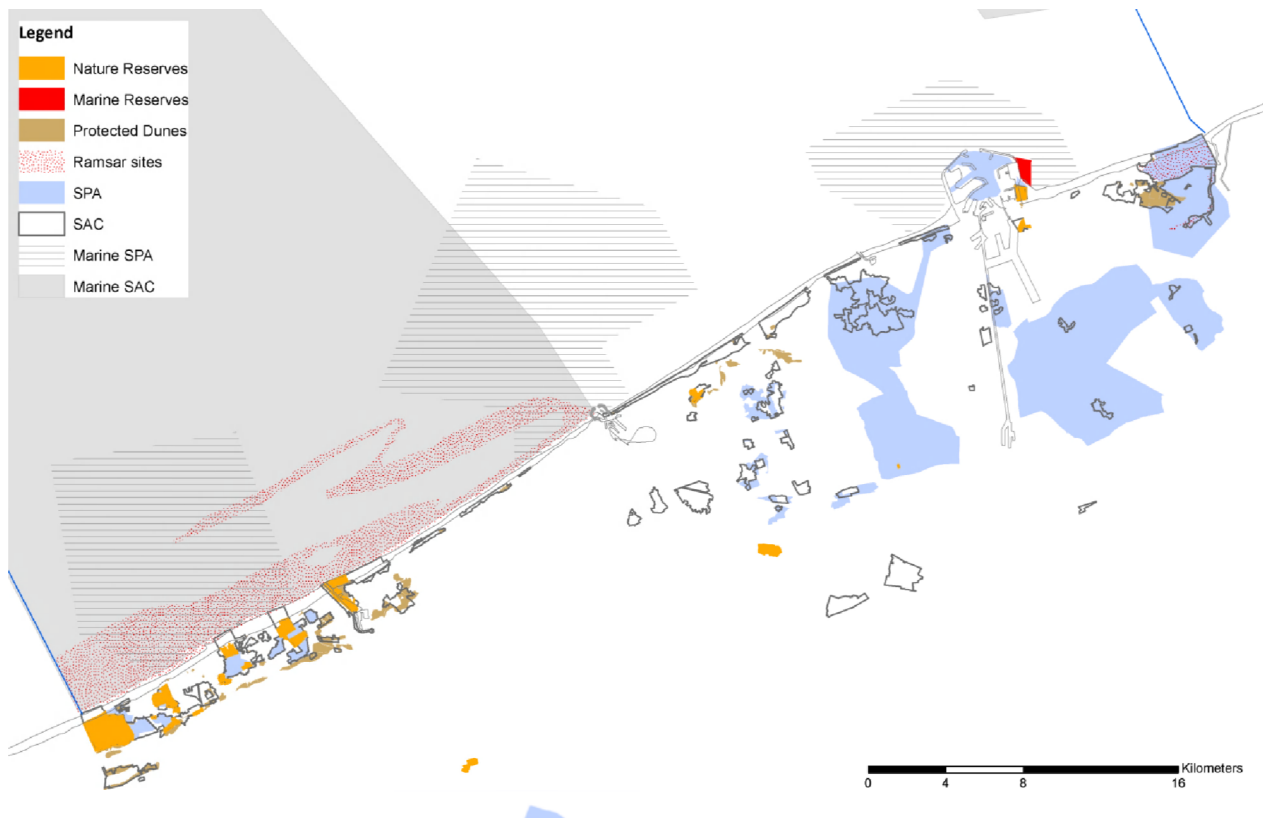 Legend
Nature Reserves
Marine Reserves
Protected Dunes
Ramsar sites
SPA
SAC
Marine SPA
Marine SAC
Kilometers
0 4 8 16